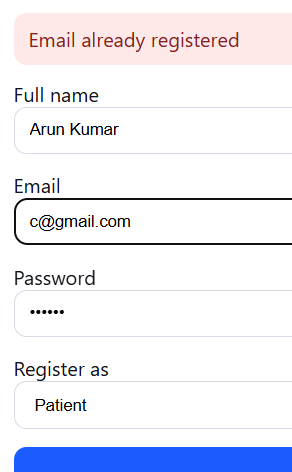 Email already registered
Full name
Arun Kumar
Email
c@gmail.com
Password
••••••
Register as
Patient